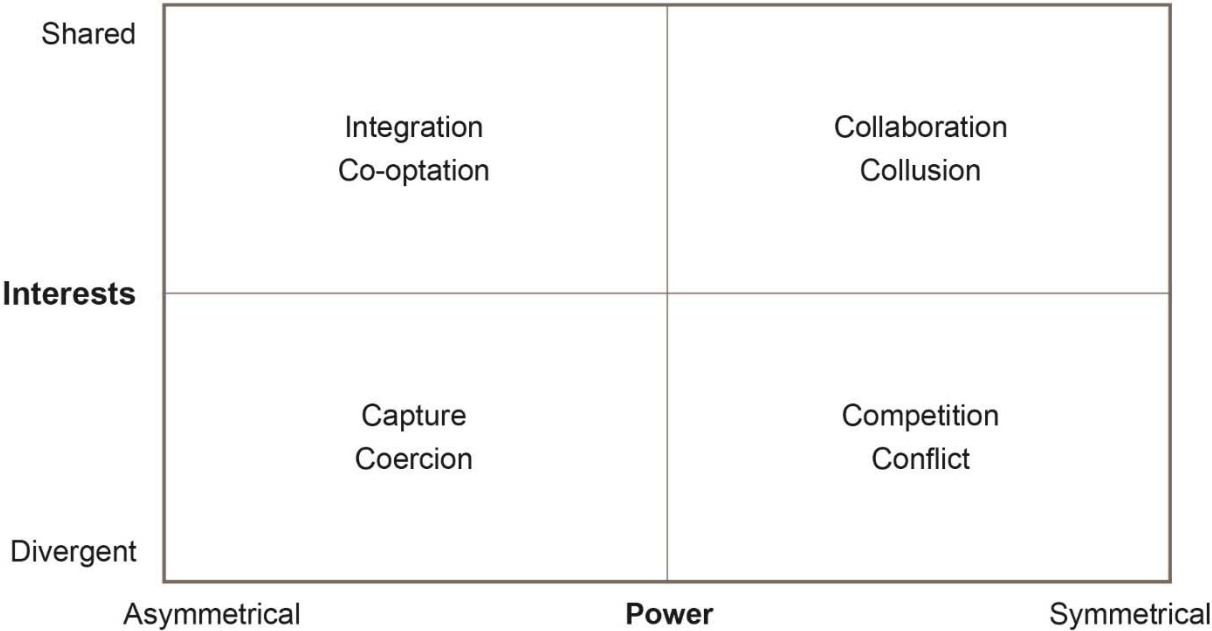 Shared
Integration
Co-optation
Collaboration
Collusion
Interests
Capture
Coercion
Competition
Conflict
Divergent
Asymmetrical
Power
Symmetrical